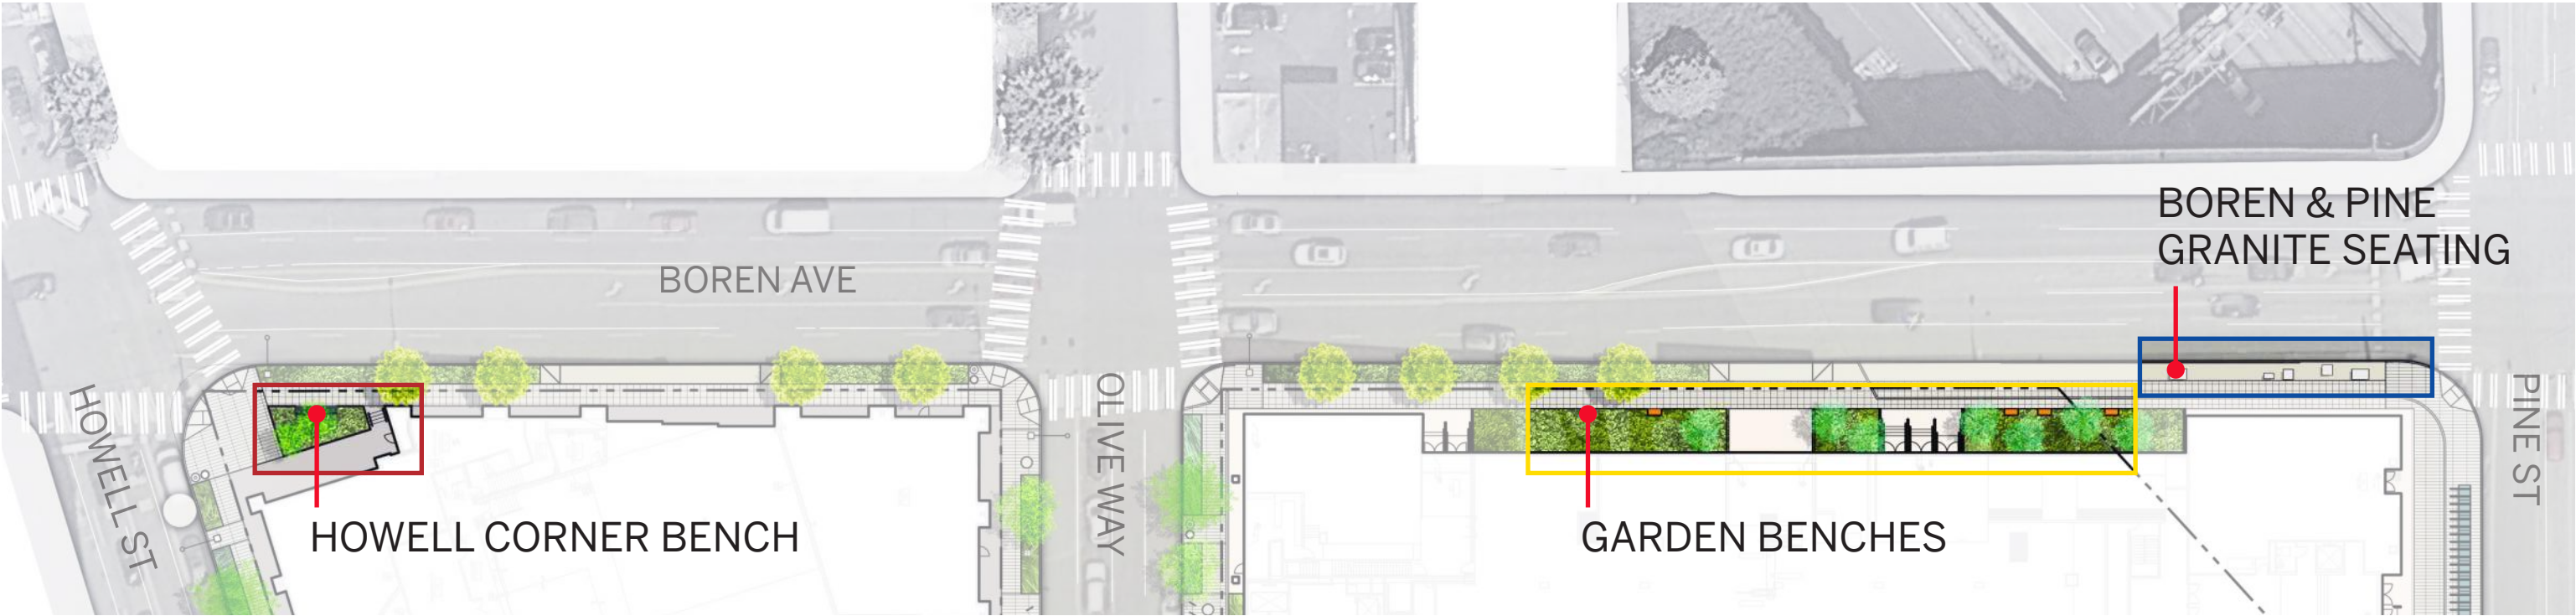 BOREN & PINE
GRANITE SEATING
BOREN AVE
HOWELL ST
OLIVE WAY
PINE ST
HOWELL CORNER BENCH
GARDEN BENCHES